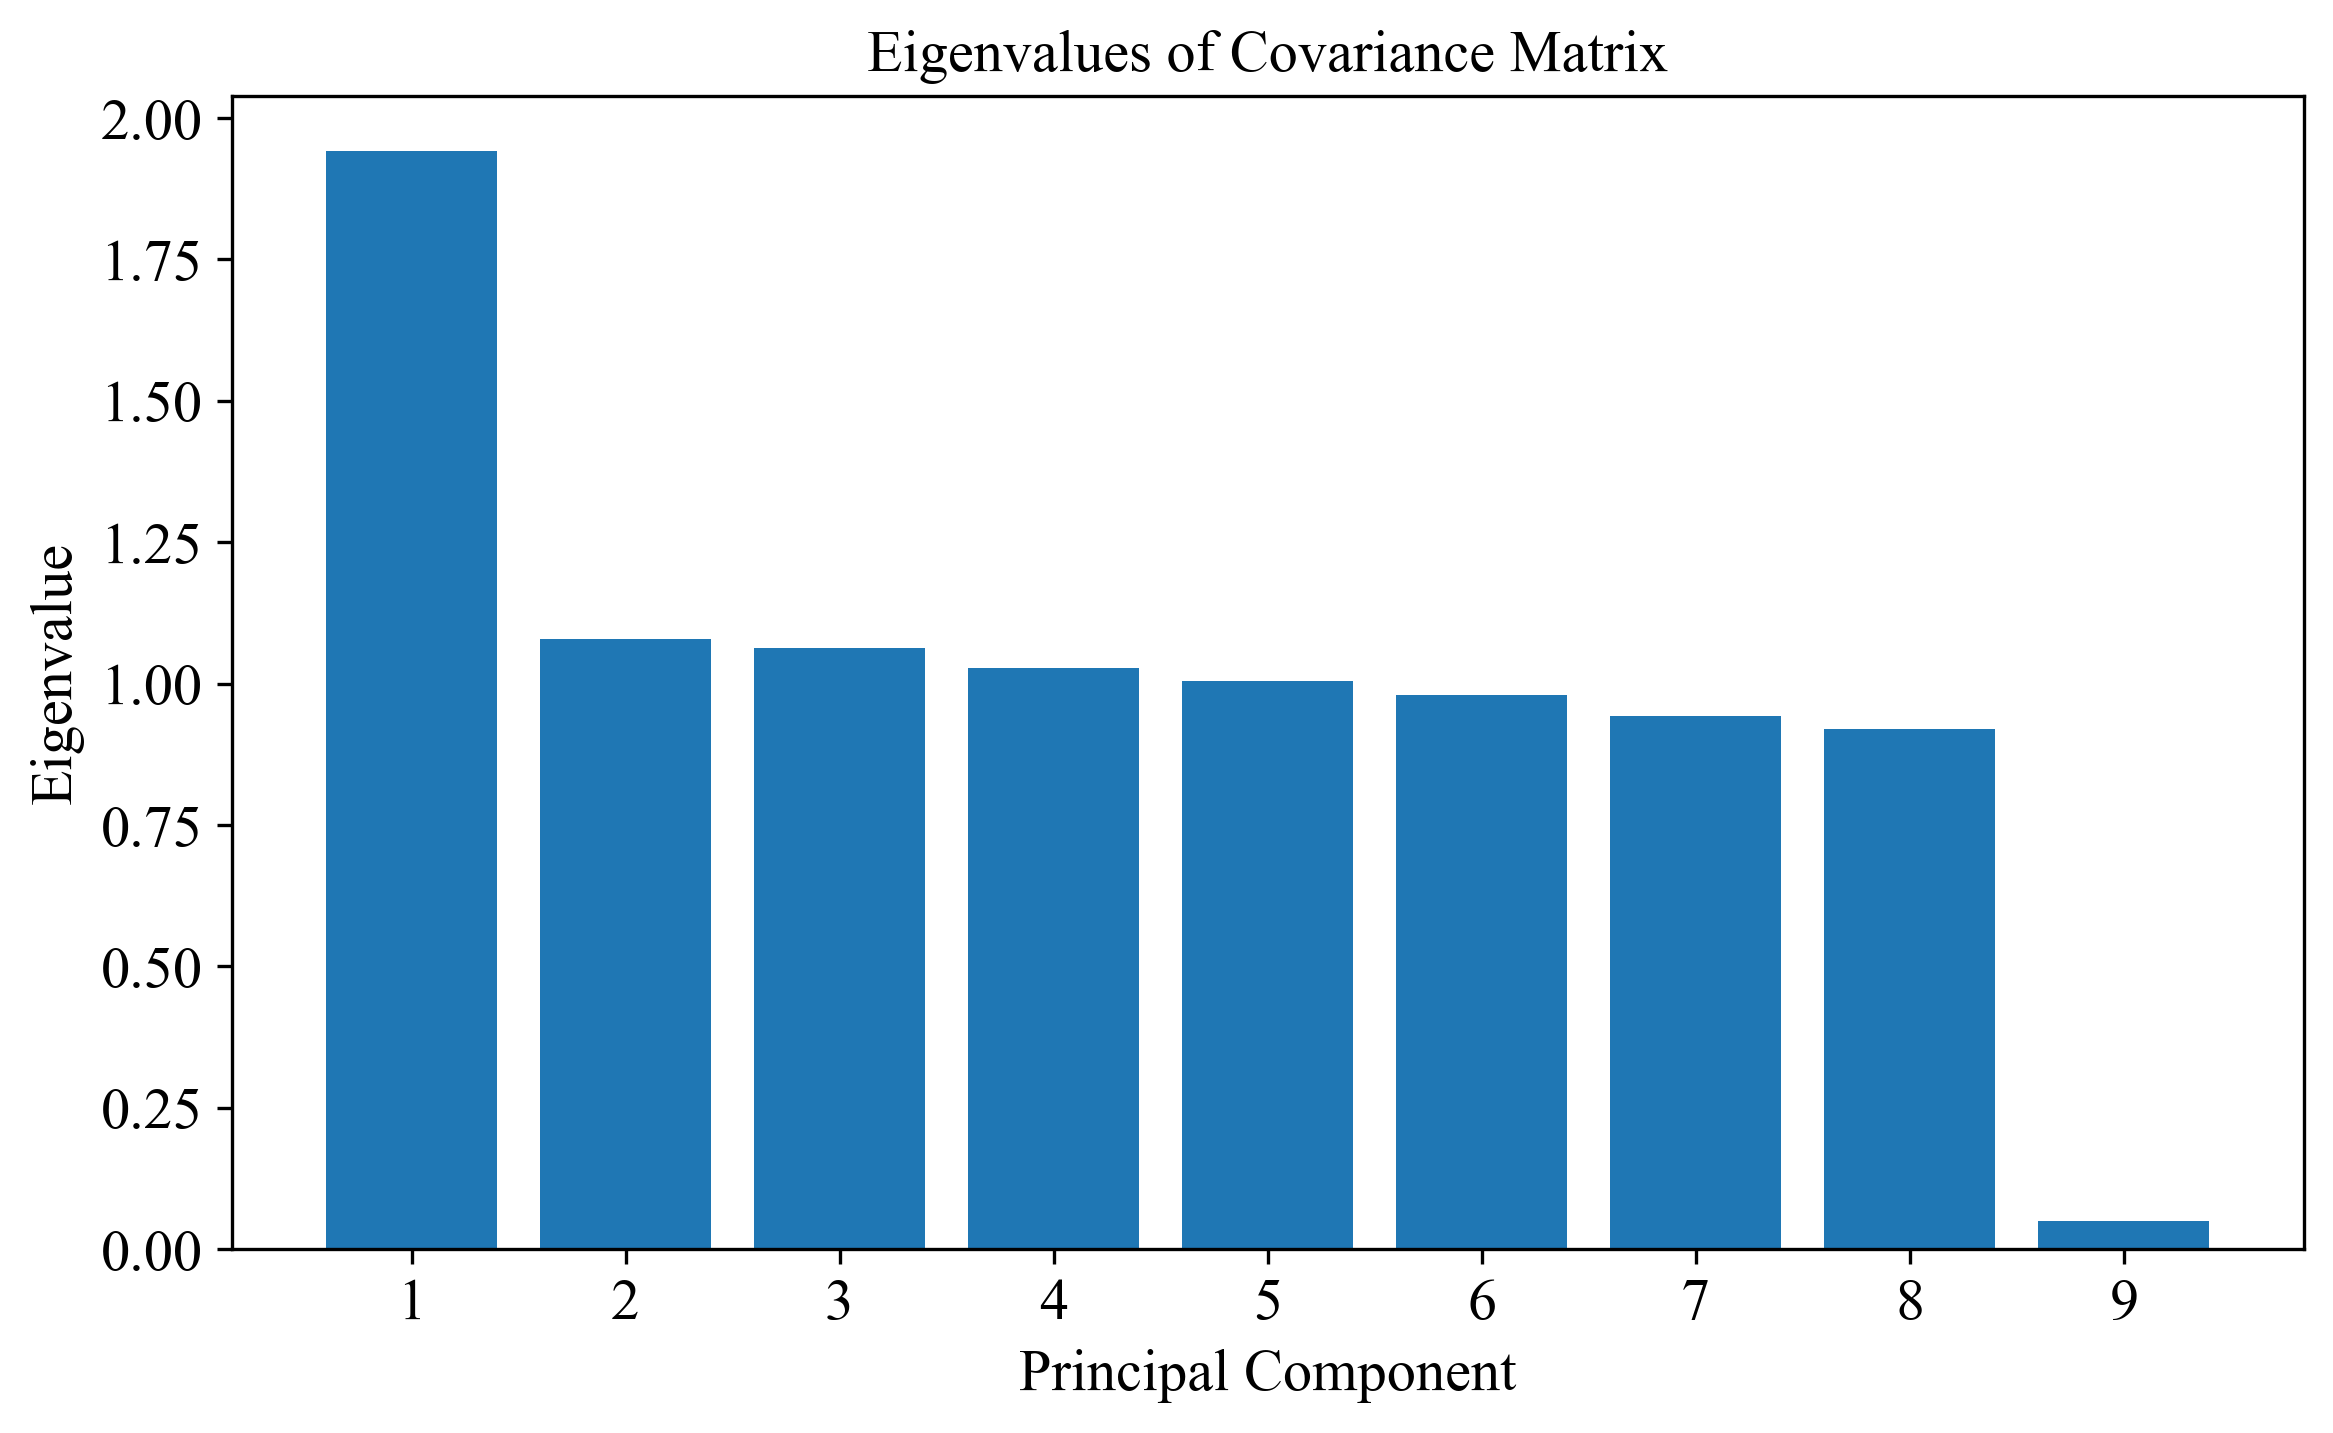 Eigenvalues of Covariance Matrix
Eigenvalue
2.00
1.75
1.50
1.25
1.00
0.75
0.50
0.25
0.00
1 2 3 4 5 6 7 8 9
Principal Component